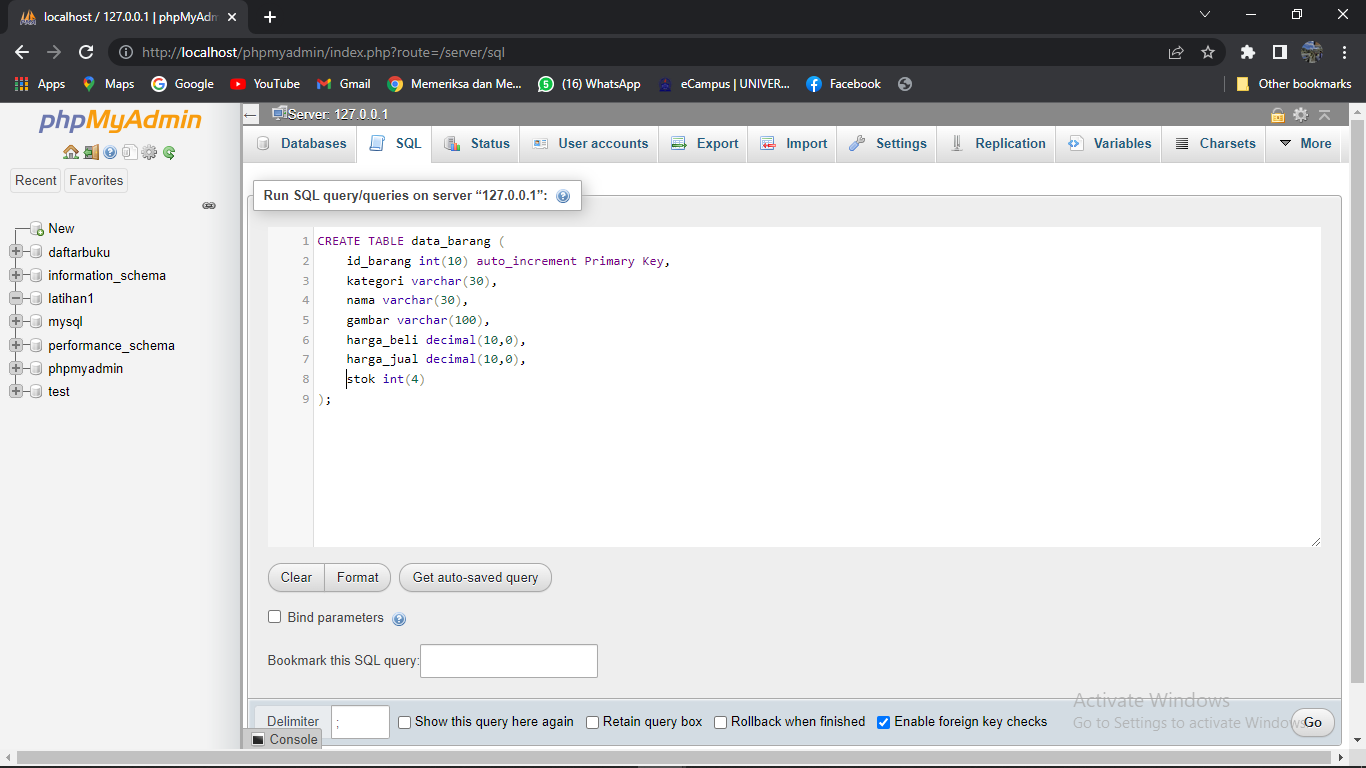 localhost / 127.0.0.1 | phpMyAdm
http://localhost/phpmyadmin/index.php?route=/server/sql
Apps Maps Google YouTube Gmail Memeriksa dan Me... (16) WhatsApp eCampus | UNIVER... Facebook Other bookmarks
phpMyAdmin
Recent Favorites
New
daftarbuku
information_schema
latihan1
mysql
performance_schema
phpmyadmin
test
Server: 127.0.0.1
Databases SQL Status User accounts Export Import Settings Replication Variables Charsets More
Run SQL query/queries on server “127.0.0.1”:
1 CREATE TABLE data_barang (
2 id_barang int(10) auto_increment Primary Key,
3 kategori varchar(30),
4 nama varchar(30),
5 gambar varchar(100),
6 harga_beli decimal(10,0),
7 harga_jual decimal(10,0),
8 stok int(4)
9 );
Clear Format Get auto-saved query
Bind parameters
Bookmark this SQL query:
Activate Windows
Go to Settings to activate Windows
Delimiter ; Show this query here again Retain query box Rollback when finished Enable foreign key checks Go
Console